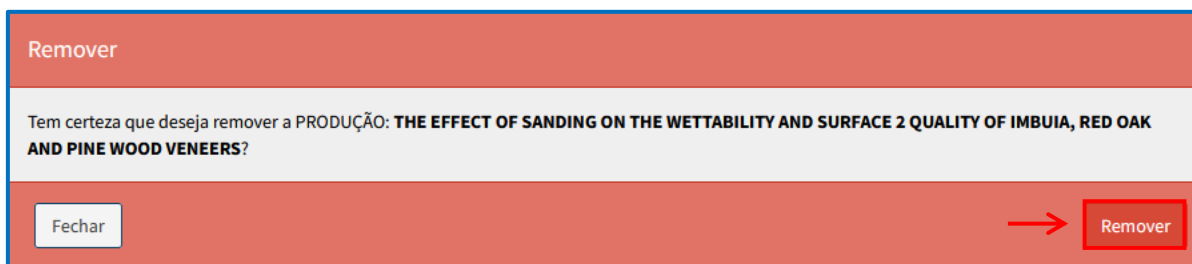 Remover
Tem certeza que deseja remover a PRODUÇÃO: THE EFFECT OF SANDING ON THE WETTABILITY AND SURFACE 2 QUALITY OF IMBUIA, RED OAK
AND PINE WOOD VENEERS?
Fechar
Remover